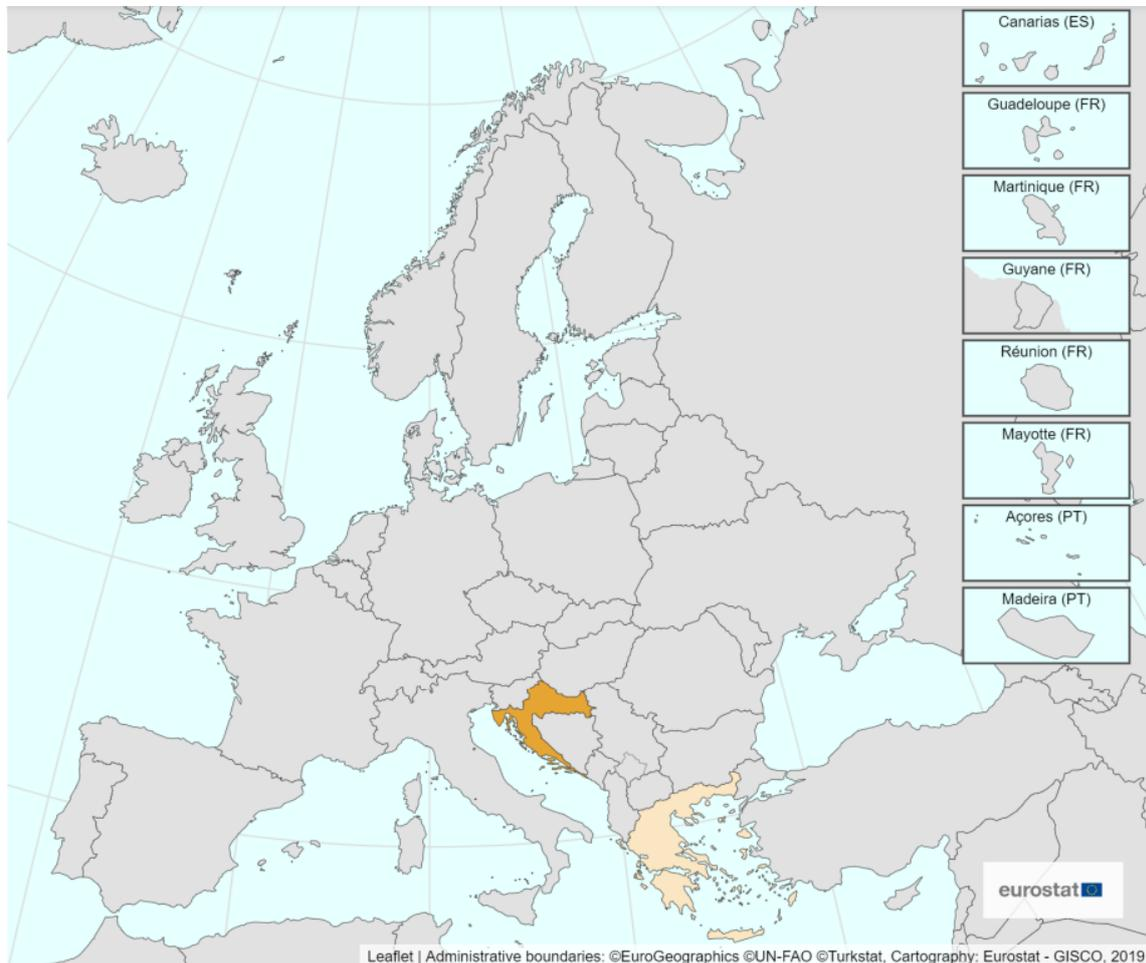 Canarias (ES)
Guadeloupe (FR)
Martinique (FR)
Guyane (FR)
Réunion (FR)
Mayotte (FR)
Açores (PT)
Madeira (PT)
eurostat
Leaflet | Administrative boundaries: ©EuroGeographics ©UN-FAO ©Turkstat, Cartography: Eurostat - GISCO, 2019